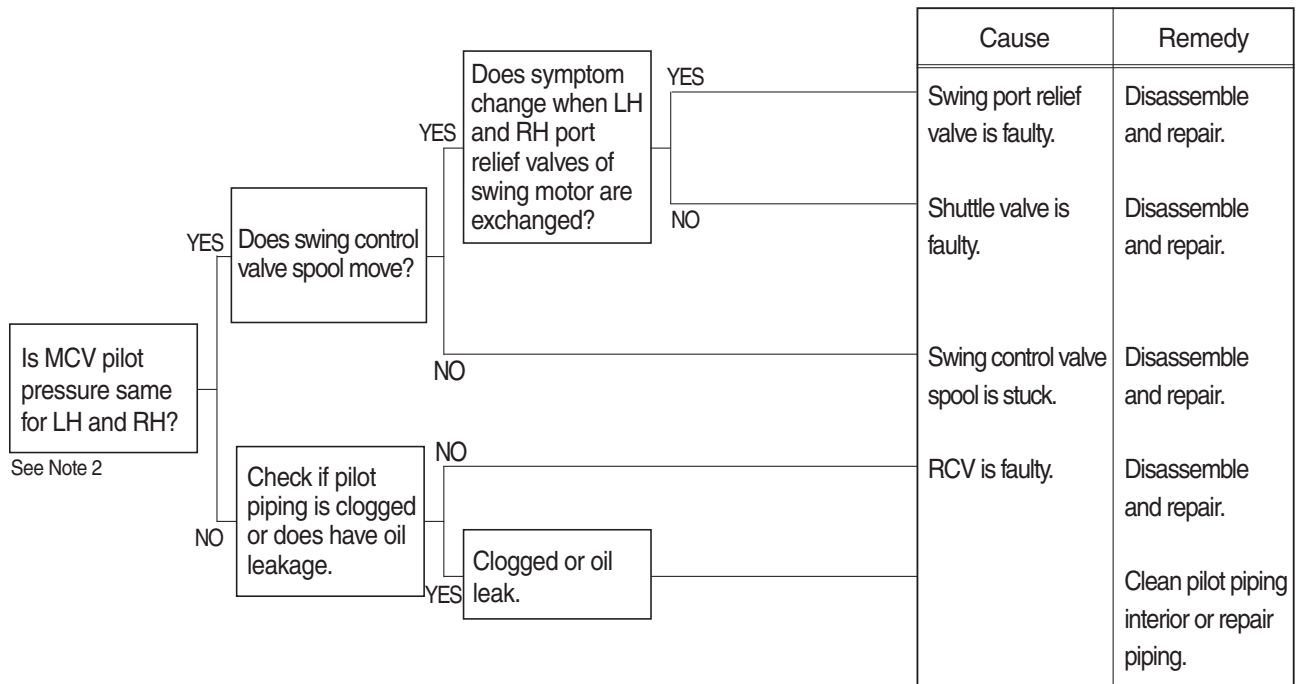 Cause
Remedy
Does symptom
change when LH
and RH port
relief valves of
swing motor are
exchanged?
YES
YES
NO
Swing port relief
valve is faulty.
Disassemble
and repair.
Shuttle valve is
faulty.
Disassemble
and repair.
YES
Does swing control
valve spool move?
NO
Swing control valve
spool is stuck.
Disassemble
and repair.
Is MCV pilot
pressure same
for LH and RH?
See Note 2
NO
Check if pilot
piping is clogged
or does have oil
leakage.
NO
RCV is faulty.
Disassemble
and repair.
YES
Clogged or oil
leak.
Clean pilot piping
interior or repair
piping.